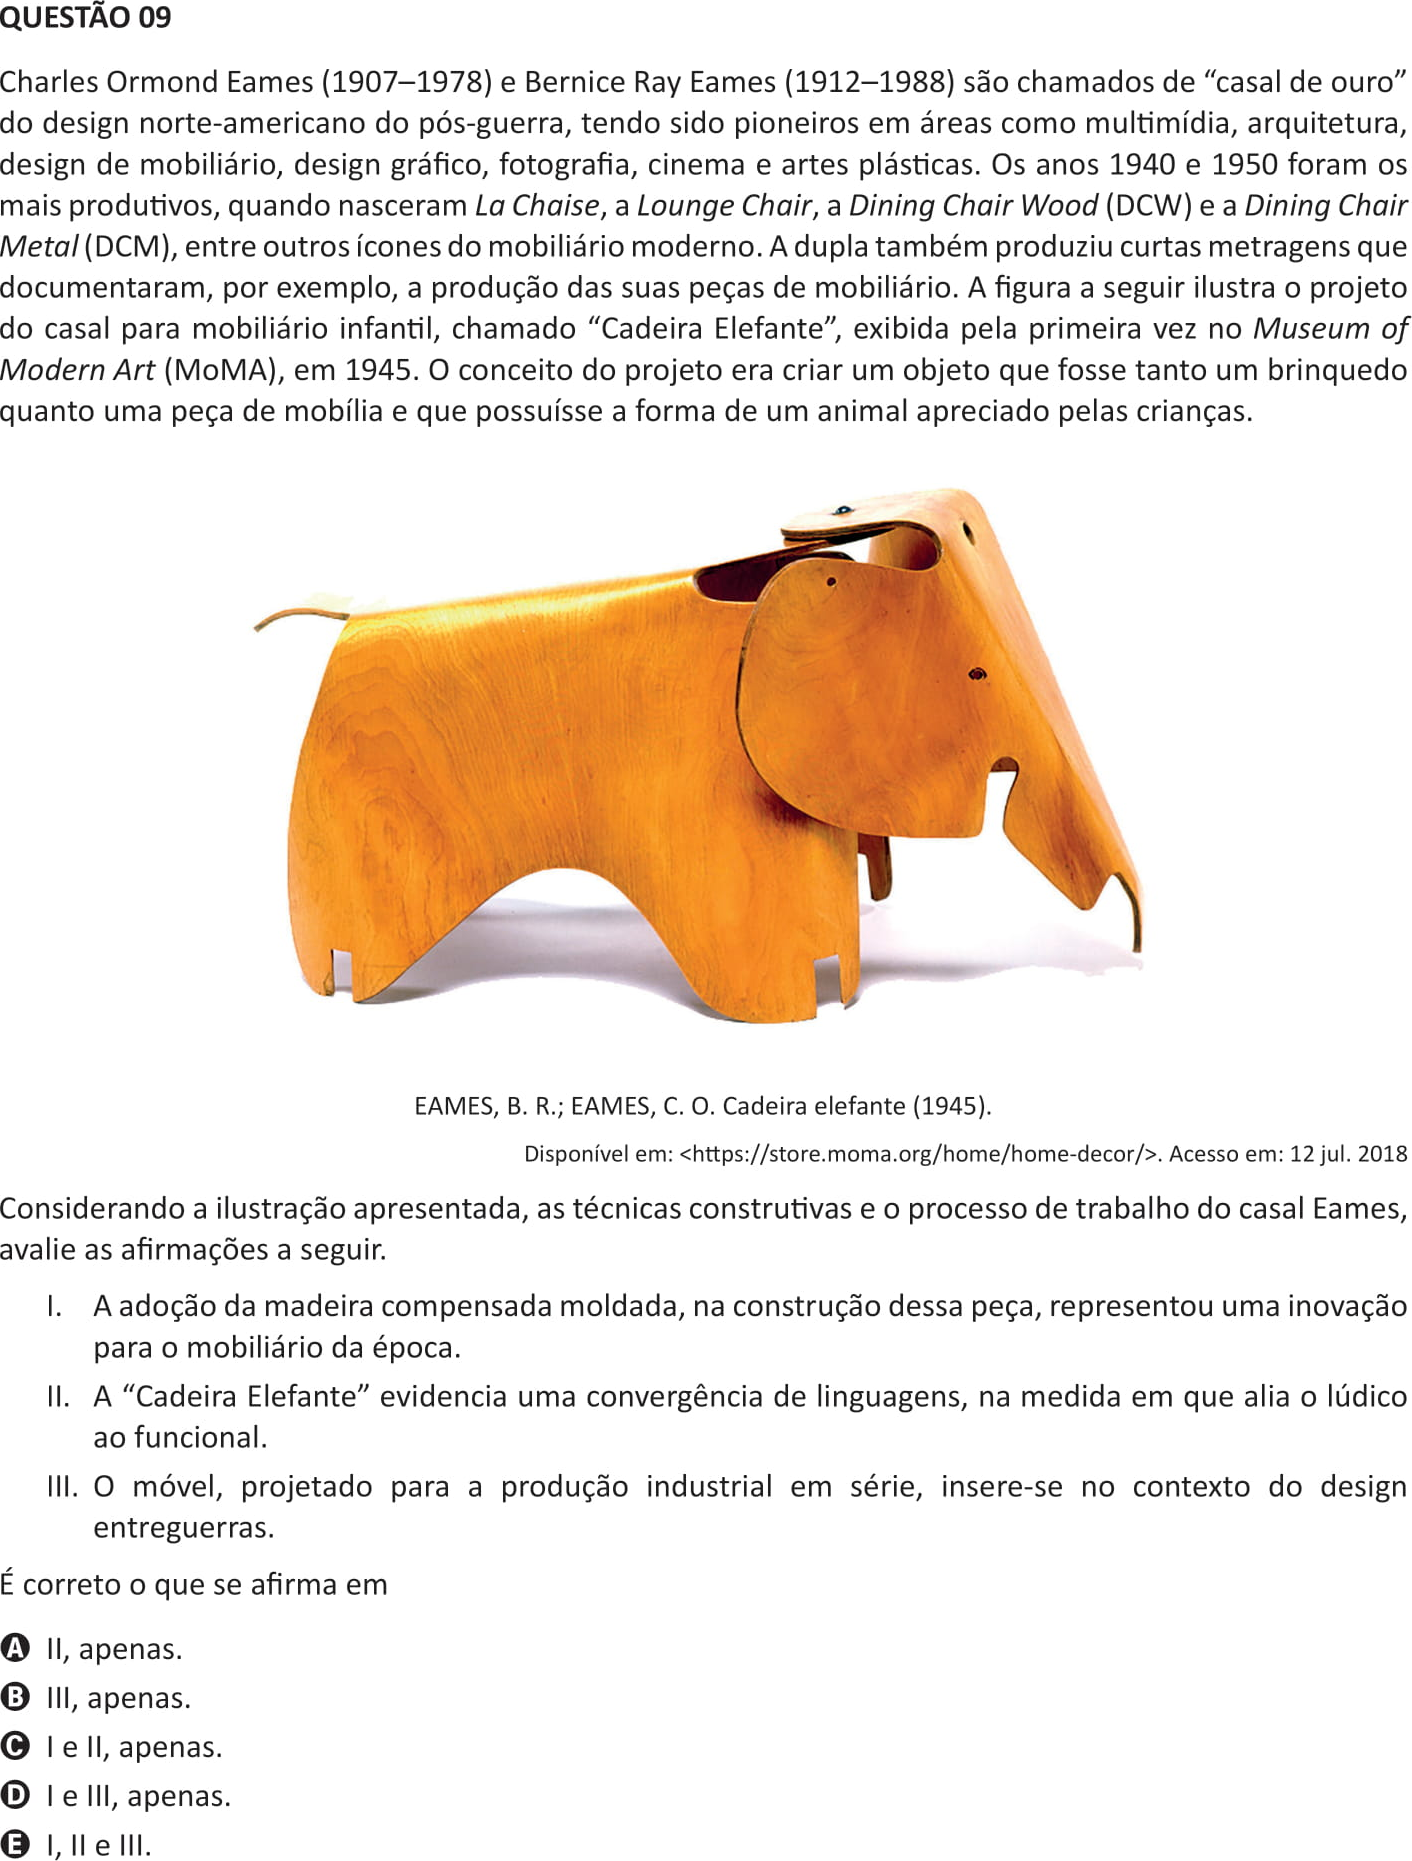 QUESTÃO 09
Charles Ormond Eames (1907–1978) e Bernice Ray Eames (1912–1988) são chamados de “casal de ouro”
do design norte-americano do pós-guerra, tendo sido pioneiros em áreas como multimídia, arquitetura,
design de mobiliário, design gráfico, fotografia, cinema e artes plásticas. Os anos 1940 e 1950 foram os
mais produtivos, quando nasceram La Chaise, a Lounge Chair, a Dining Chair Wood (DCW) e a Dining Chair
Metal (DCM), entre outros ícones do mobiliário moderno. A dupla também produziu curtas metragens que
documentaram, por exemplo, a produção das suas peças de mobiliário. A figura a seguir ilustra o projeto
do casal para mobiliário infantil, chamado “Cadeira Elefante”, exibida pela primeira vez no Museum of
Modern Art (MoMA), em 1945. O conceito do projeto era criar um objeto que fosse tanto um brinquedo
quanto uma peça de mobília e que possuísse a forma de um animal apreciado pelas crianças.
EAMES, B. R.; EAMES, C. O. Cadeira elefante (1945).
Disponível em: <https://store.moma.org/home/home-decor/>. Acesso em: 12 jul. 2018
Considerando a ilustração apresentada, as técnicas construtivas e o processo de trabalho do casal Eames,
avalie as afirmações a seguir.
I. A adoção da madeira compensada moldada, na construção dessa peça, representou uma inovação
para o mobiliário da época.
II. A “Cadeira Elefante” evidencia uma convergência de linguagens, na medida em que alia o lúdico
ao funcional.
III. O móvel, projetado para a produção industrial em série, insere-se no contexto do design
entreguerras.
É correto o que se afirma em
A II, apenas.
B III, apenas.
C I e II, apenas.
D I e III, apenas.
E I, II e III.